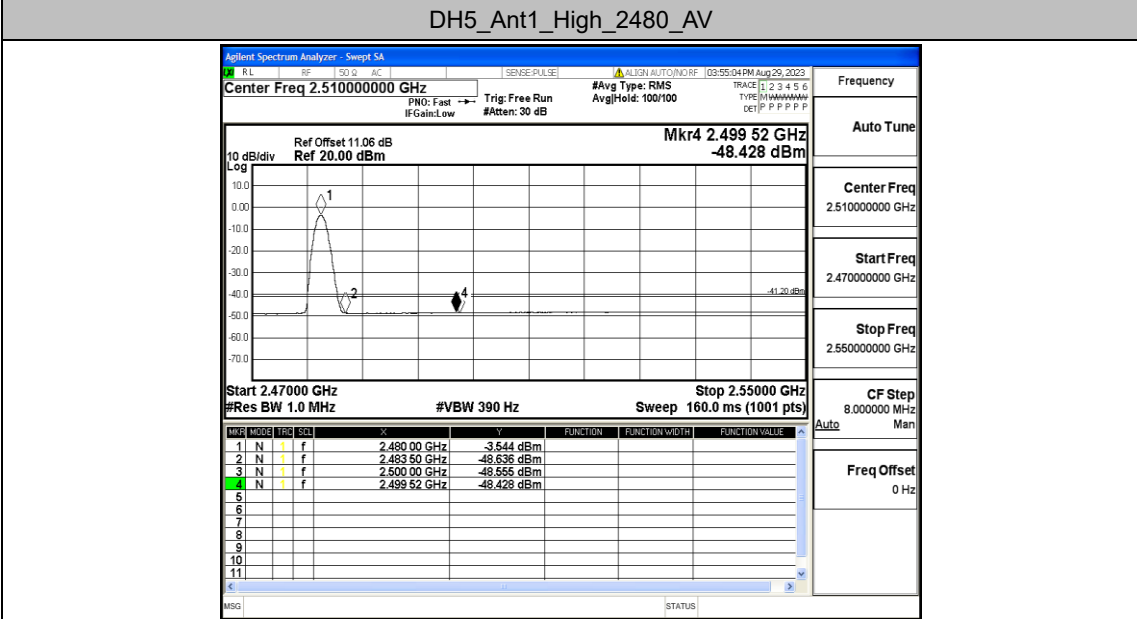 DH5_Ant1_High_2480_AV
Agilent Spectrum Analyzer - Swept SA
RL RF 50 Ω AC SENSE:PULSE ALIGN AUTO/NO RF 03:55:04 PM Aug 29, 2023
Center Freq 2.510000000 GHz
PNO: Fast
IFGain:Low
Trig: Free Run
#Atten: 30 dB
#Avg Type: RMS
Avg|Hold: 100/100
TRACE 1 2 3 4 5 6
TYPE MWWWWW
DET P P P P P P
Frequency
Auto Tune
Center Freq
2.510000000 GHz
Start Freq
2.470000000 GHz
Stop Freq
2.550000000 GHz
CF Step
8.000000 MHz
Auto Man
Freq Offset
0 Hz
Mkr4 2.499 52 GHz
-48.428 dBm
Ref Offset 11.06 dB
10 dB/div Ref 20.00 dBm
Log
10.0
0.00
-10.0
-20.0
-30.0
-40.0
-50.0
-60.0
-70.0
1
2
4
-41.20 dBm
Start 2.47000 GHz Stop 2.55000 GHz
#Res BW 1.0 MHz #VBW 390 Hz Sweep 160.0 ms (1001 pts)
MKR MODE TRC SCL X Y FUNCTION FUNCTION WIDTH FUNCTION VALUE
1 N 1 f 2.480 00 GHz -3.544 dBm
2 N 1 f 2.483 50 GHz -48.636 dBm
3 N 1 f 2.500 00 GHz -48.555 dBm
4 N 1 f 2.499 52 GHz -48.428 dBm
5
6
7
8
9
10
11
MSG STATUS